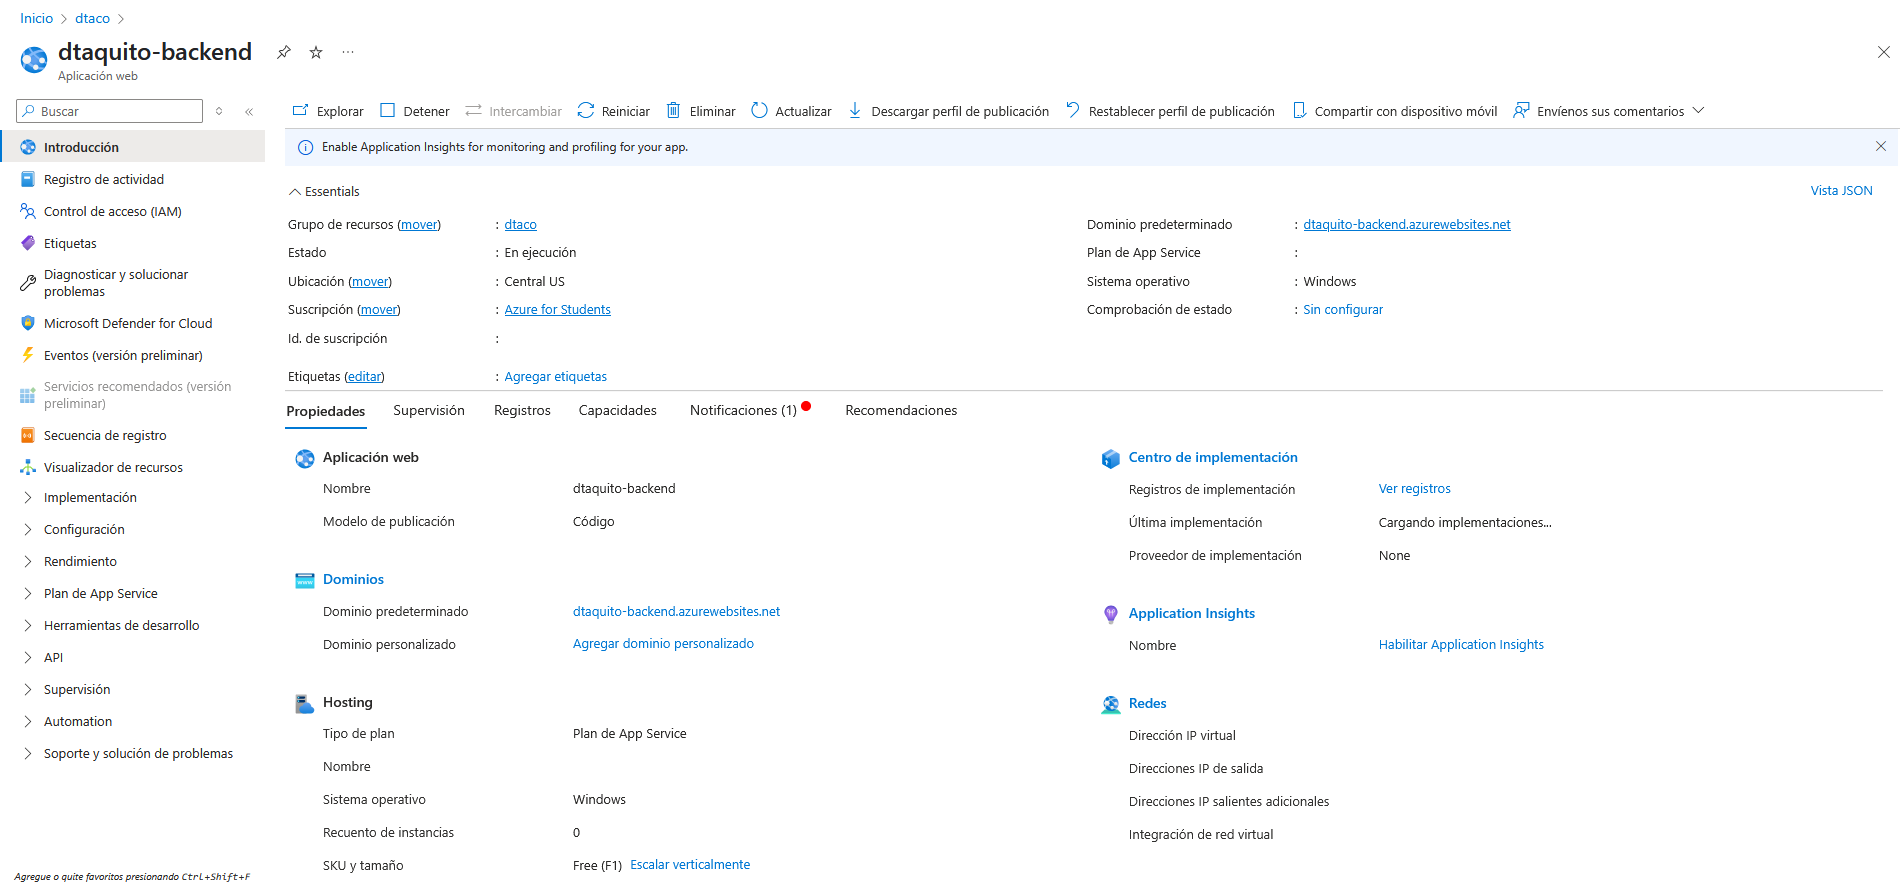 Inicio > dtaco >
dtaquito-backend
Aplicación web
Buscar
Introducción
Registro de actividad
Control de acceso (IAM)
Etiquetas
Diagnosticar y solucionar
problemas
Microsoft Defender for Cloud
Eventos (versión preliminar)
Servicios recomendados (versión
preliminar)
Secuencia de registro
Visualizador de recursos
Implementación
Configuración
Rendimiento
Plan de App Service
Herramientas de desarrollo
API
Supervisión
Automation
Soporte y solución de problemas
Agregue o quite favoritos presionando Ctrl+Shift+F
Explorar Detener Intercambiar Reiniciar Eliminar Actualizar Descargar perfil de publicación Restablecer perfil de publicación Compartir con dispositivo móvil Envíenos sus comentarios
Enable Application Insights for monitoring and profiling for your app.
Essentials
Vista JSON
Grupo de recursos (mover) : dtaco
Estado : En ejecución
Ubicación (mover) : Central US
Suscripción (mover) : Azure for Students
Id. de suscripción :
Etiquetas (editar) : Agregar etiquetas
Dominio predeterminado : dtaquito-backend.azurewebsites.net
Plan de App Service :
Sistema operativo : Windows
Comprobación de estado : Sin configurar
Propiedades Supervisión Registros Capacidades Notificaciones (1) Recomendaciones
Aplicación web
Nombre dtaquito-backend
Modelo de publicación Código
Dominios
Dominio predeterminado dtaquito-backend.azurewebsites.net
Dominio personalizado Agregar dominio personalizado
Hosting
Tipo de plan Plan de App Service
Nombre
Sistema operativo Windows
Recuento de instancias 0
SKU y tamaño Free (F1) Escalar verticalmente
Centro de implementación
Registros de implementación Ver registros
Última implementación Cargando implementaciones...
Proveedor de implementación None
Application Insights
Nombre Habilitar Application Insights
Redes
Dirección IP virtual
Direcciones IP de salida
Direcciones IP salientes adicionales
Integración de red virtual